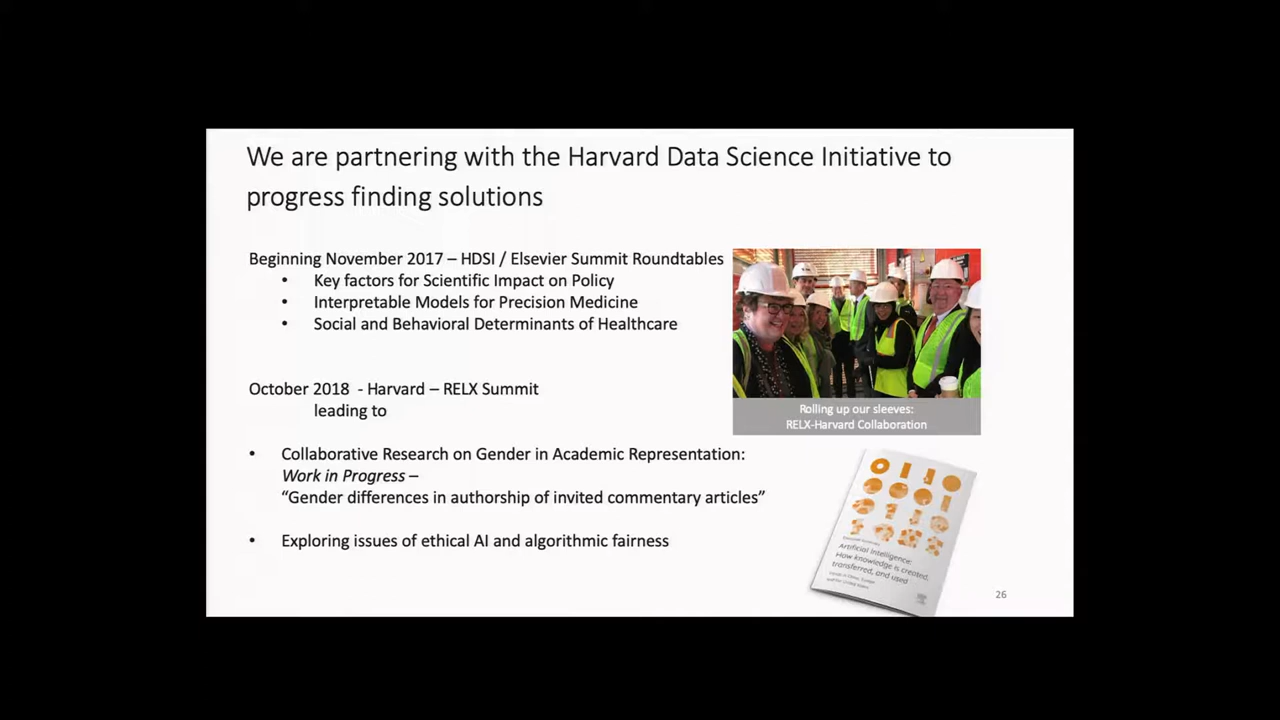 We are partnering with the Harvard Data Science Initiative to
progress finding solutions
Beginning November 2017 – HDSI / Elsevier Summit Roundtables
• Key factors for Scientific Impact on Policy
• Interpretable Models for Precision Medicine
• Social and Behavioral Determinants of Healthcare
October 2018 - Harvard – RELX Summit
leading to
• Collaborative Research on Gender in Academic Representation:
Work in Progress –
“Gender differences in authorship of invited commentary articles”
• Exploring issues of ethical AI and algorithmic fairness
Rolling up our sleeves:
RELX-Harvard Collaboration
Artificial Intelligence:
How knowledge is created,
transferred, and used
26